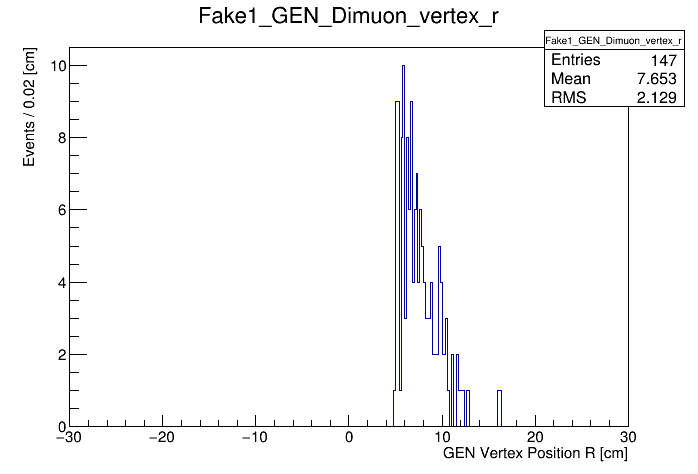 Fake1_GEN_Dimuon_vertex_r
Fake1_GEN_Dimuon_vertex_r
Entries 147
Mean 7.653
RMS 2.129
Events / 0.02 [cm]
10
8
6
4
2
0
−30 −20 −10 0 10 20 30
GEN Vertex Position R [cm]